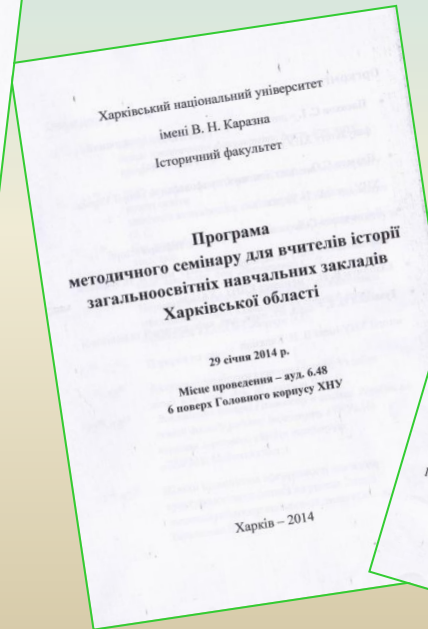 Харківський національний університет
імені В. Н. Каразна
Історичний факультет
Програма
методичного семінару для вчителів історії
загальноосвітніх навчальних закладів
Харківської області
29 січня 2014 р.
Місце проведення – ауд. 6.48
6 поверх Головного корпусу ХНУ
Харків – 2014